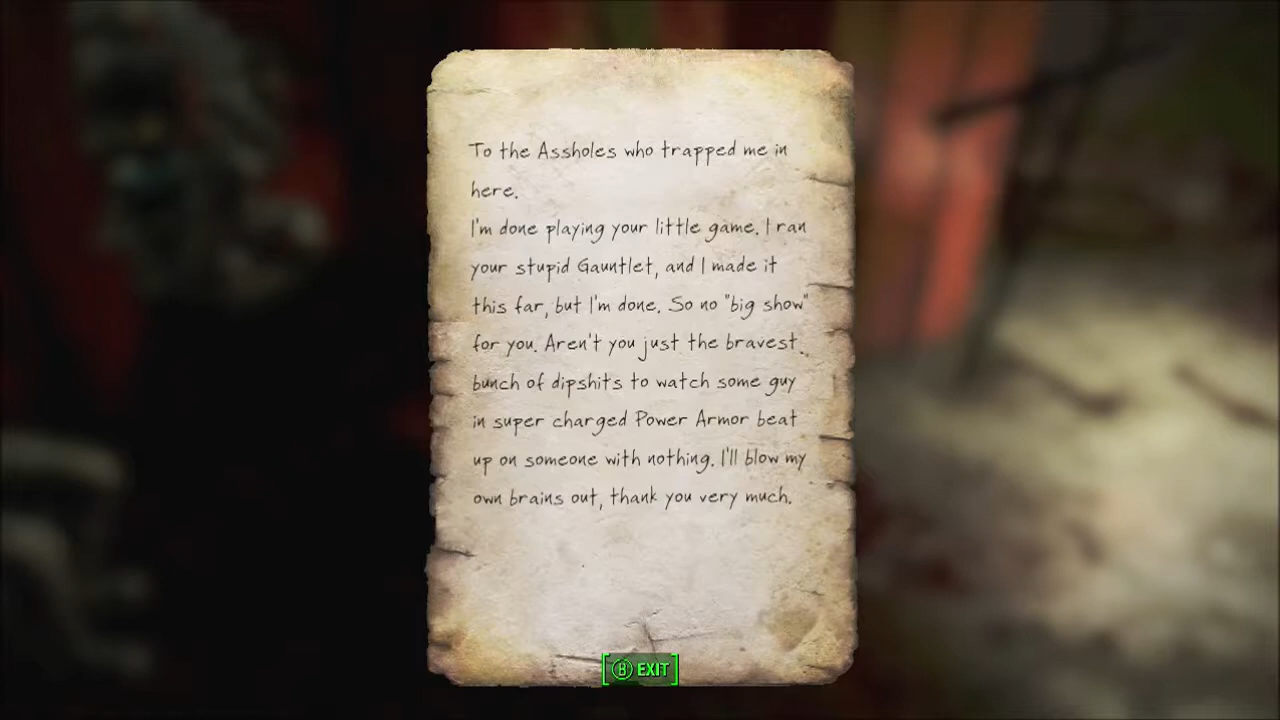 To the Assholes who trapped me in
here.
I'm done playing your little game. I ran
your stupid Gauntlet, and I made it
this far, but I'm done. So no "big show"
for you. Aren't you just the bravest
bunch of dipshits to watch some guy
in super charged Power Armor beat
up on someone with nothing. I'll blow my
own brains out, thank you very much.
B EXIT